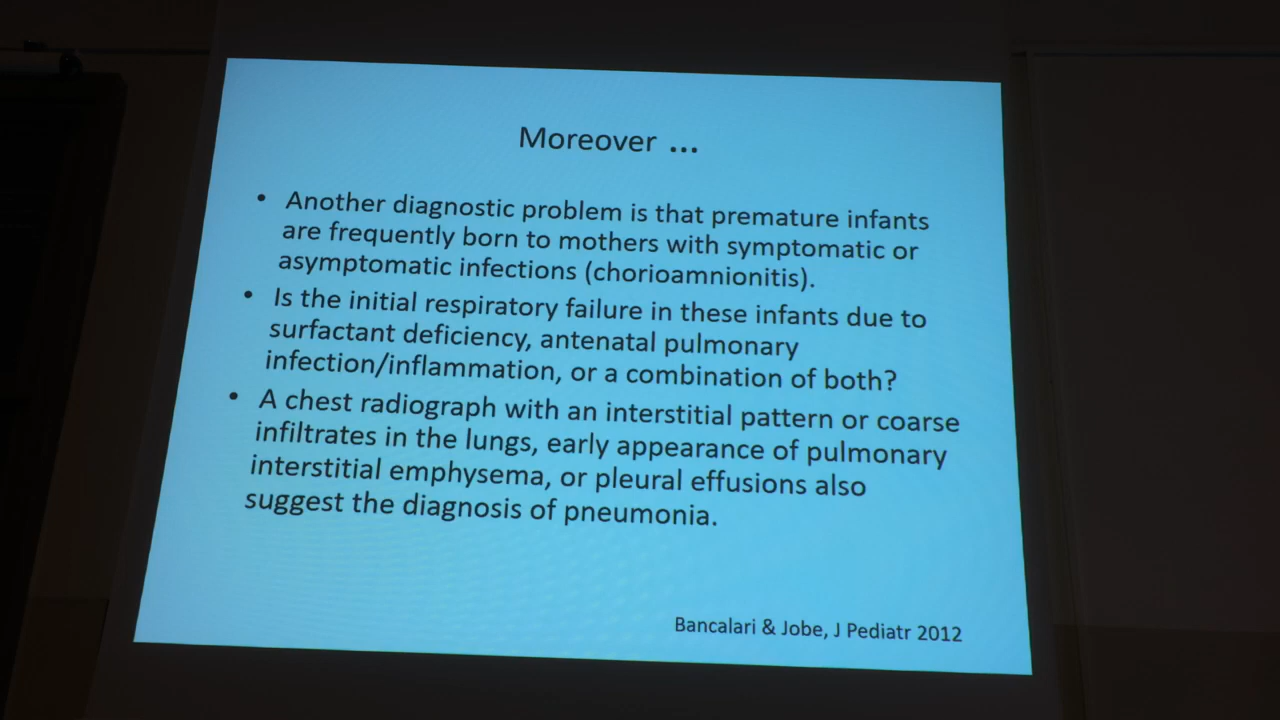 Moreover ...
• Another diagnostic problem is that premature infants
are frequently born to mothers with symptomatic or
asymptomatic infections (chorioamnionitis).
• Is the initial respiratory failure in these infants due to
surfactant deficiency, antenatal pulmonary
infection/inflammation, or a combination of both?
• A chest radiograph with an interstitial pattern or coarse
infiltrates in the lungs, early appearance of pulmonary
interstitial emphysema, or pleural effusions also
suggest the diagnosis of pneumonia.
Bancalari & Jobe, J Pediatr 2012